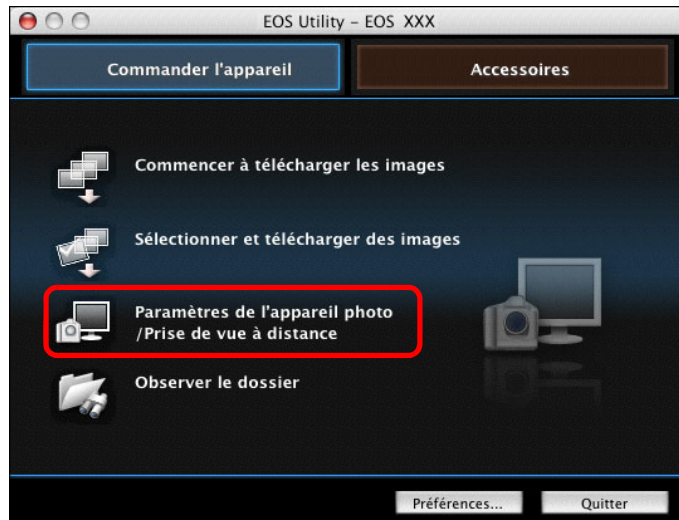 EOS Utility – EOS XXX
Commander l'appareil
Accessoires
Commencer à télécharger les images
Sélectionner et télécharger des images
Paramètres de l'appareil photo
/Prise de vue à distance
Observer le dossier
Préférences...
Quitter